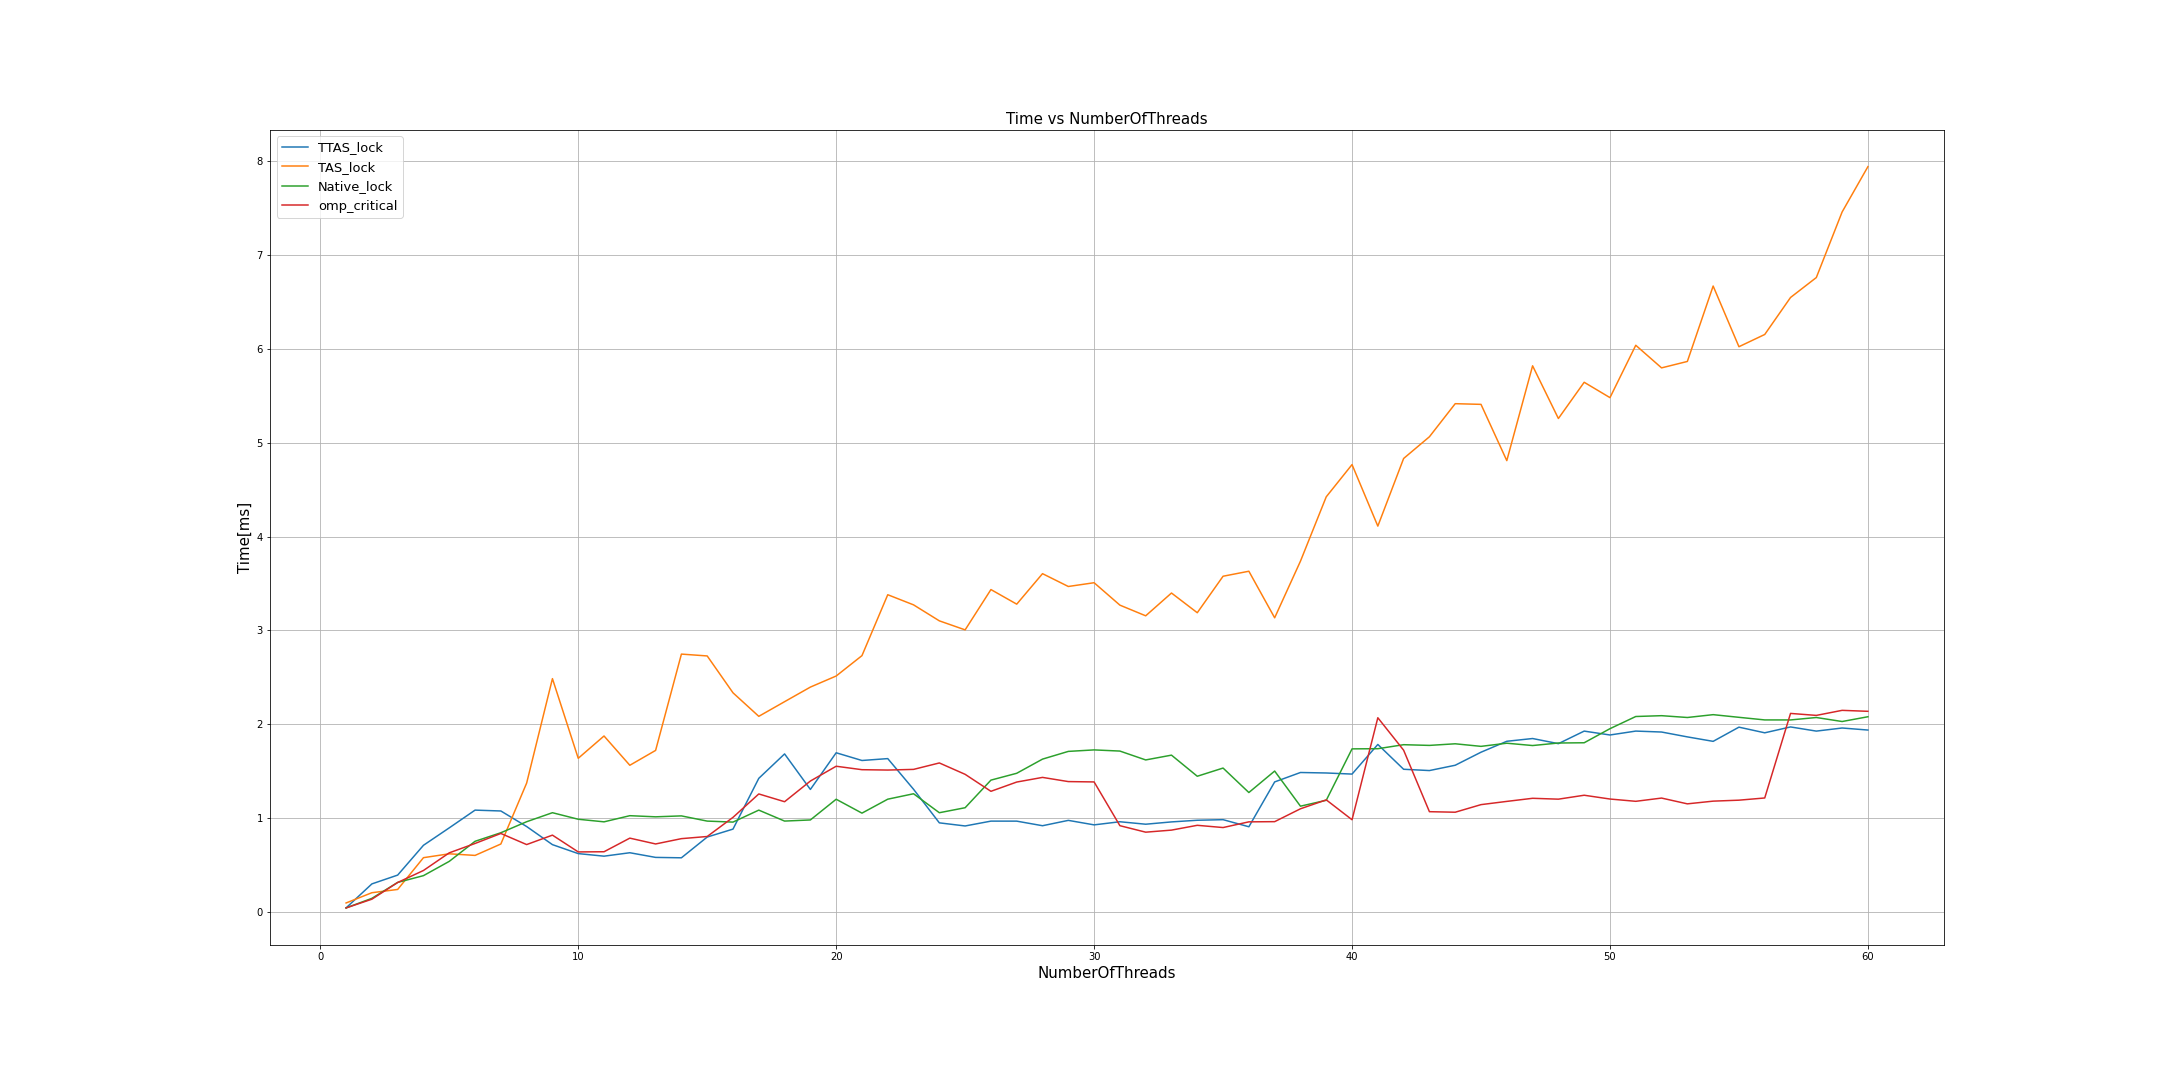 Time vs NumberOfThreads
TTAS_lock
TAS_lock
Native_lock
omp_critical
8
7
6
5
4
3
2
1
0
Time[ms]
0 10 20 30 40 50 60
NumberOfThreads